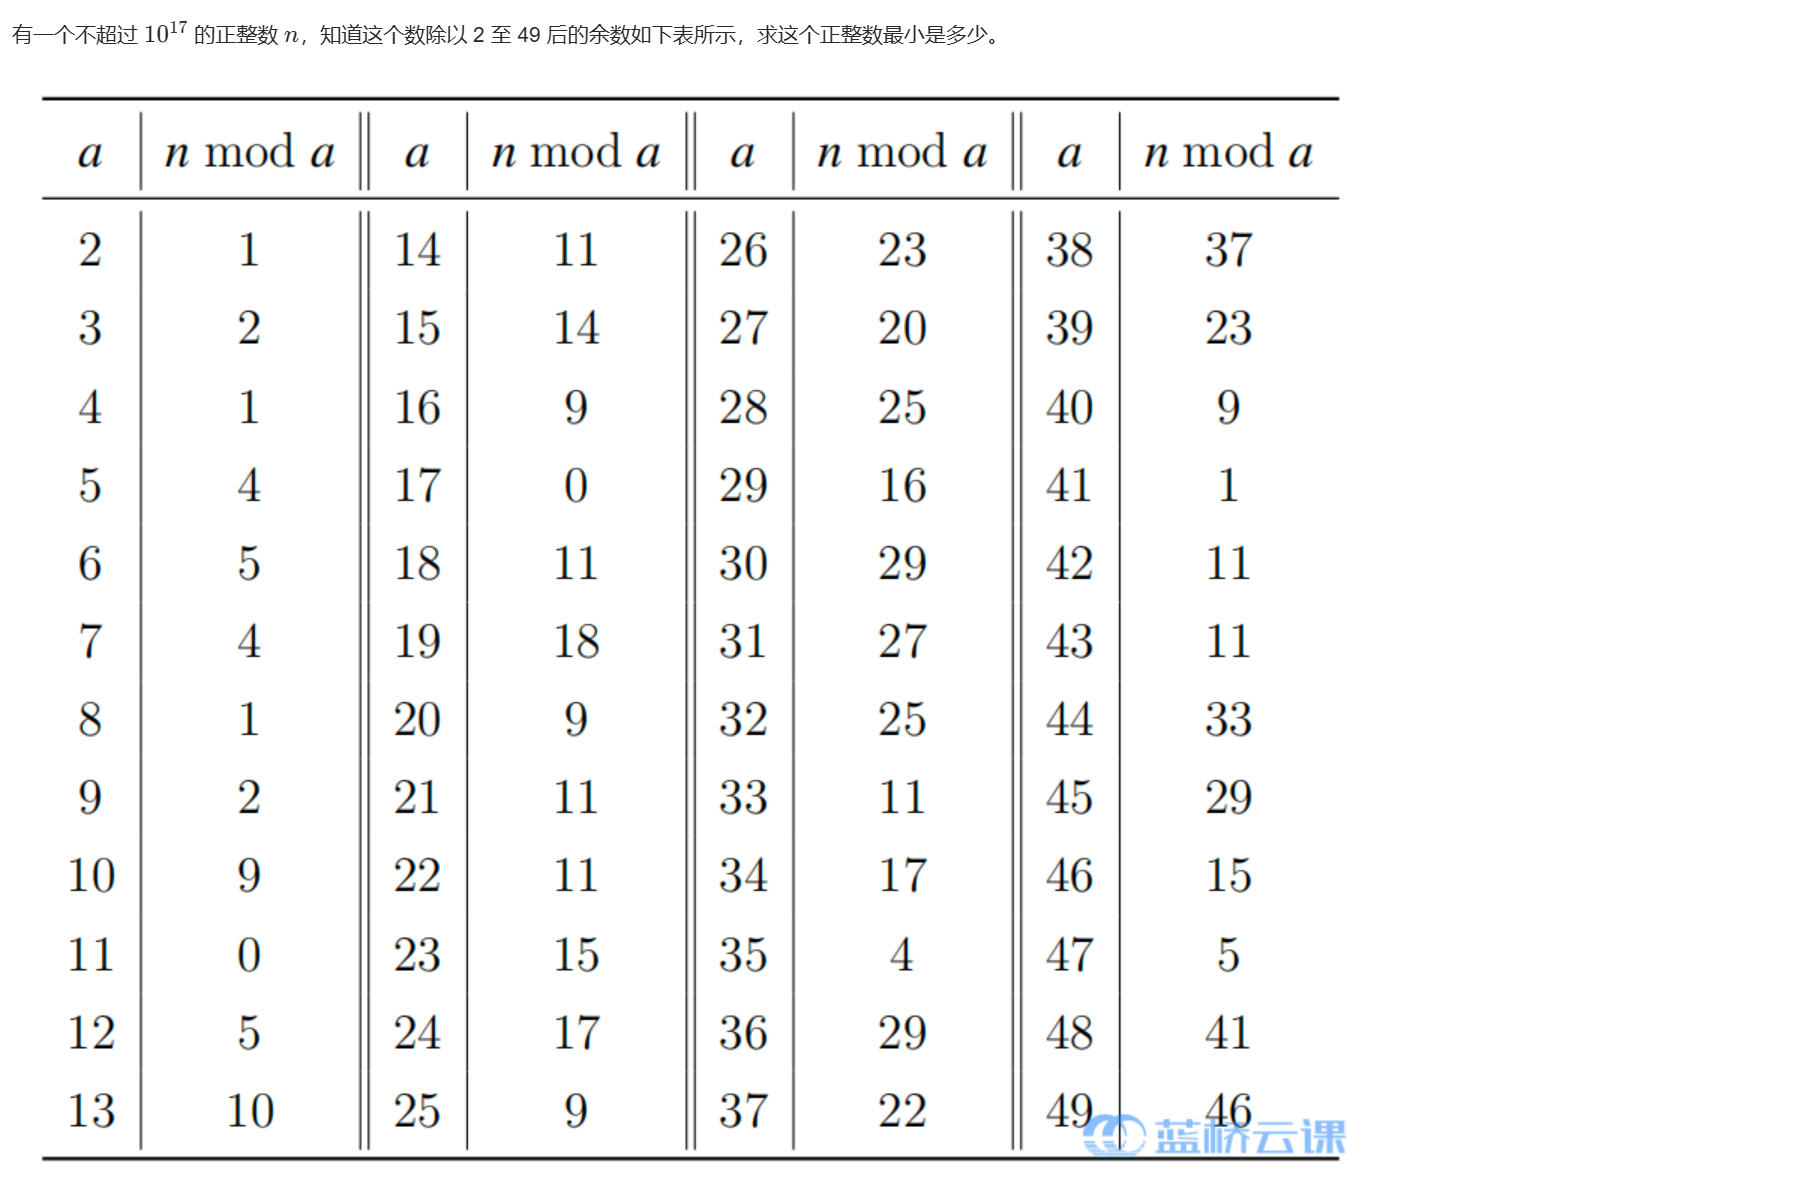 有一个不超过 10^17 的正整数 n，知道这个数除以 2 至 49 后的余数如下表所示，求这个正整数最小是多少。
a n mod a a n mod a a n mod a a n mod a
2 1 14 11 26 23 38 37
3 2 15 14 27 20 39 23
4 1 16 9 28 25 40 9
5 4 17 0 29 16 41 1
6 5 18 11 30 29 42 11
7 4 19 18 31 27 43 11
8 1 20 9 32 25 44 33
9 2 21 11 33 11 45 29
10 9 22 11 34 17 46 15
11 0 23 15 35 4 47 5
12 5 24 17 36 29 48 41
13 10 25 9 37 22 49 46
蓝桥云课